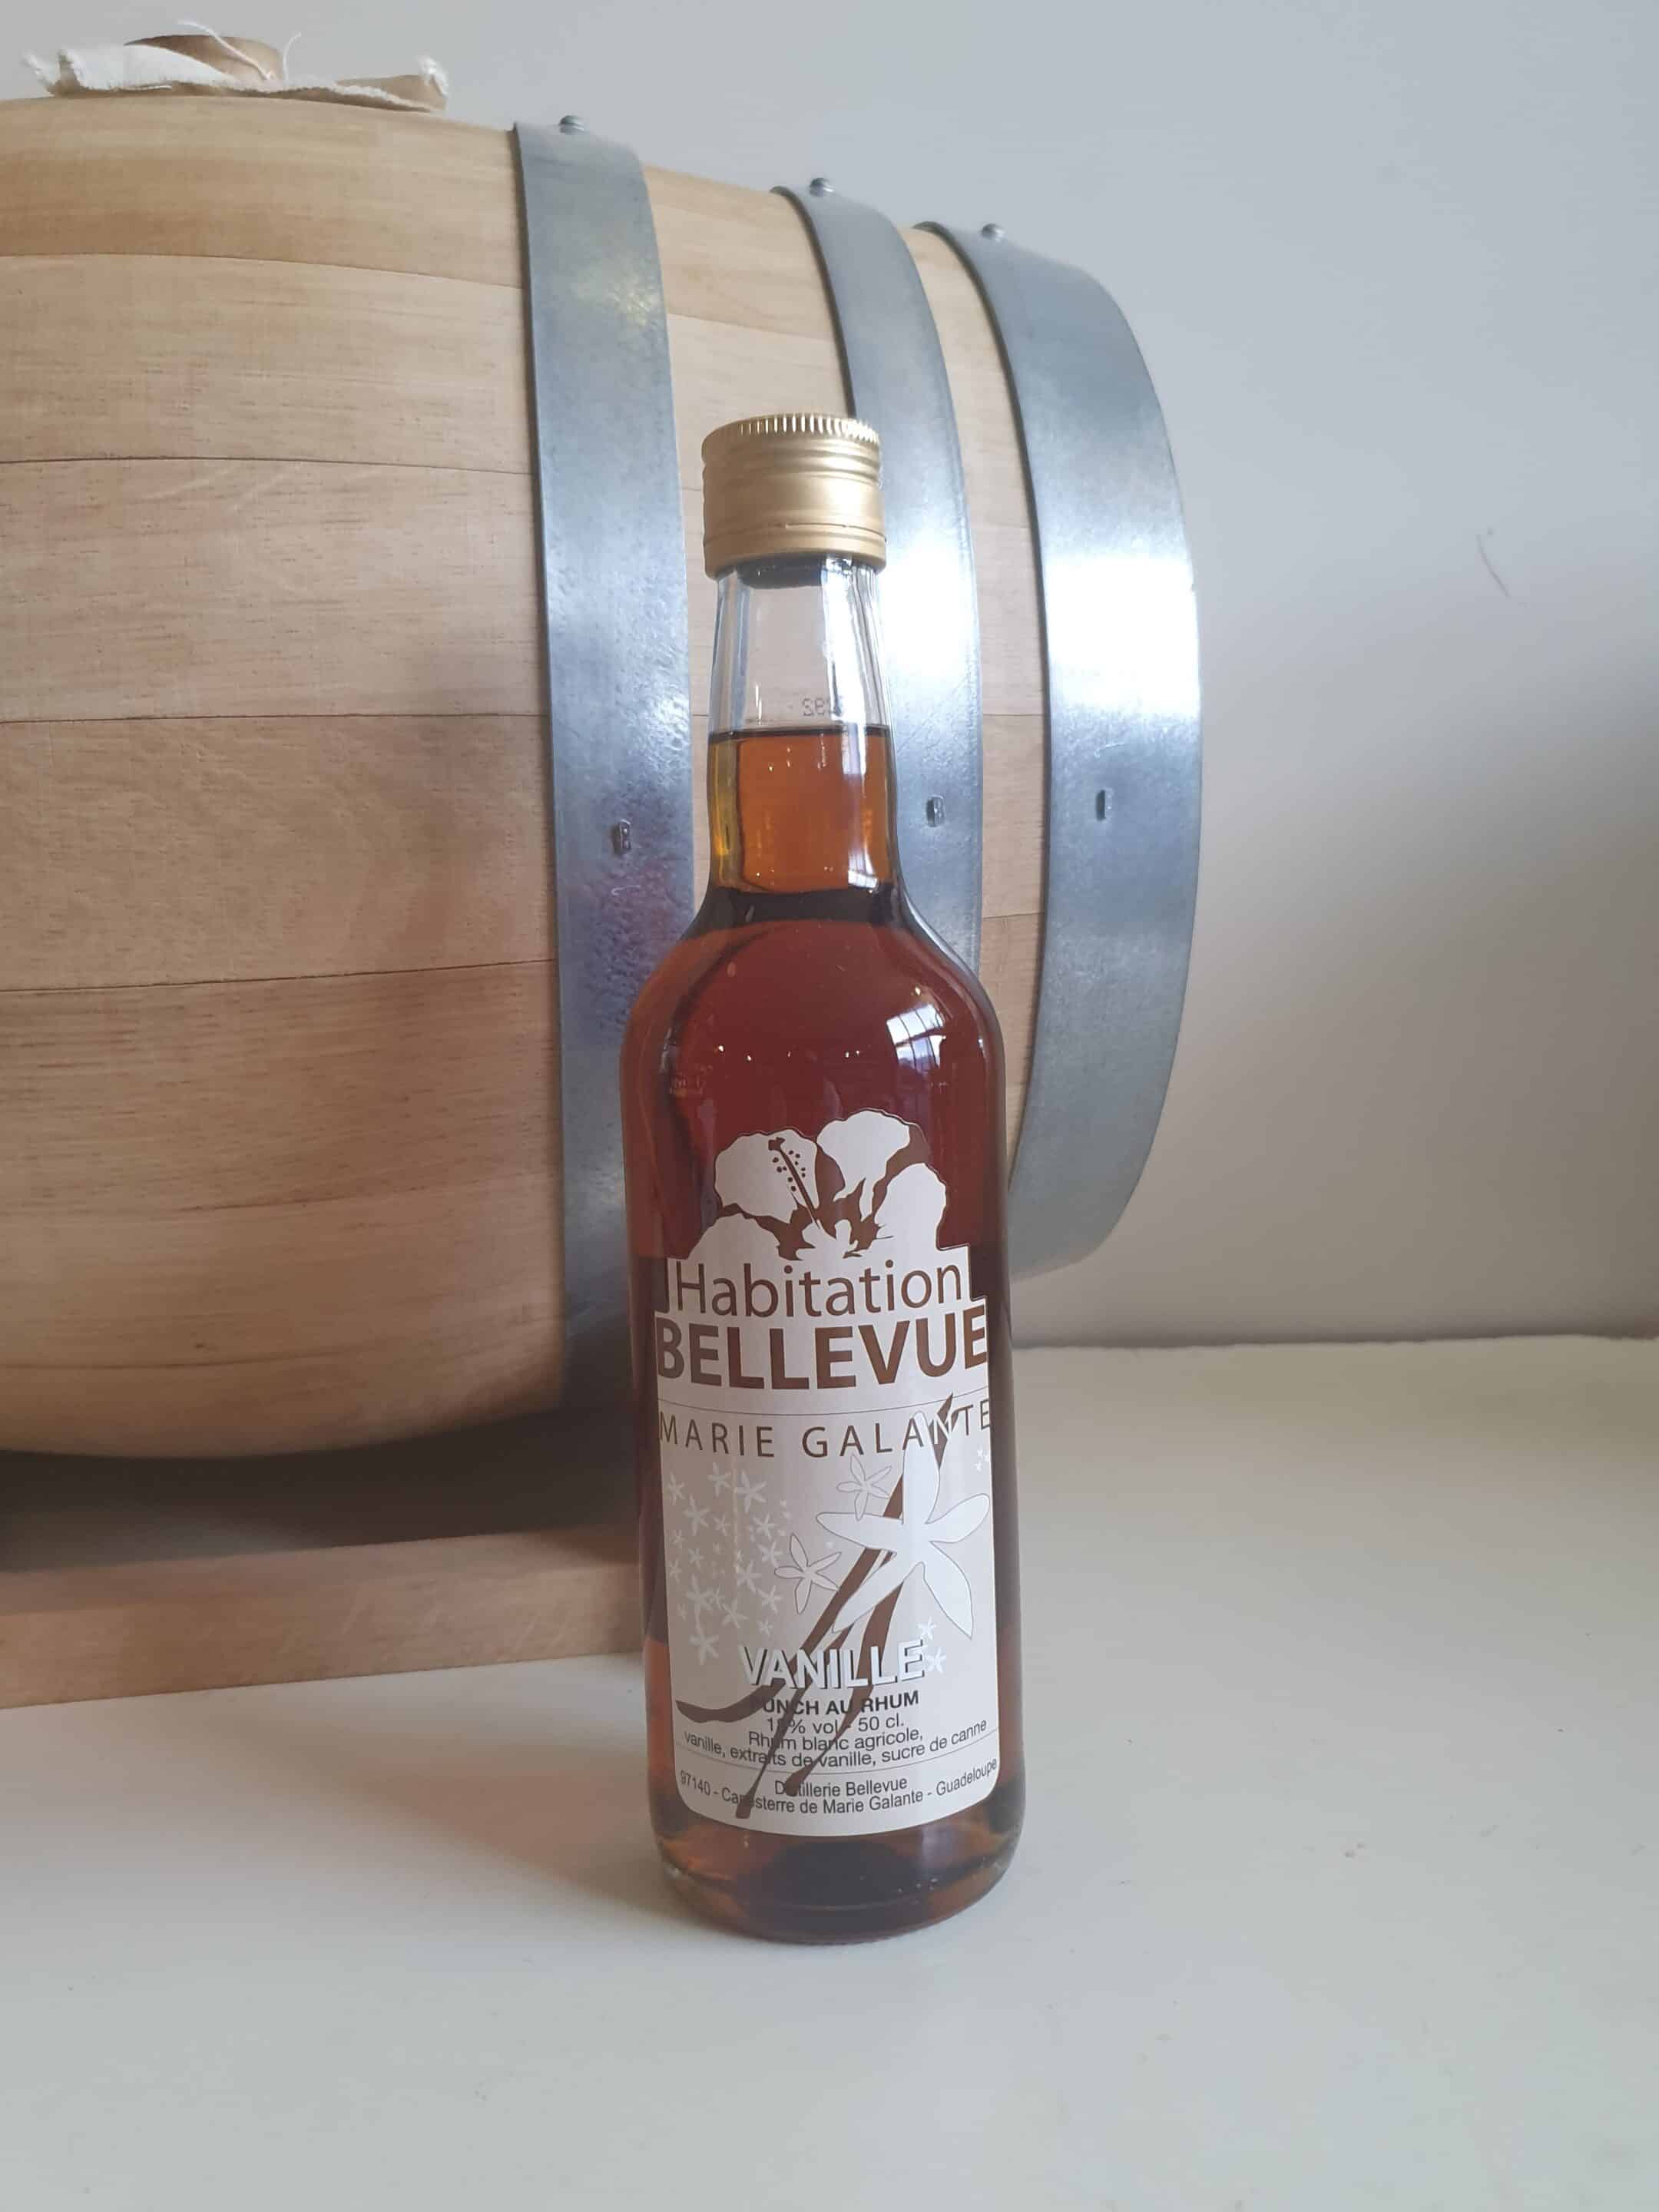 Habitation
BELLEVUE
MARIE GALANTE
VANILLE
PUNCH AU RHUM
% vol - 50 cl.
Rhum blanc agricole,
vanille, extraits de vanille, sucre de canne
Distillerie Bellevue
97140 - Capesterre de Marie Galante - Guadeloupe
B
B